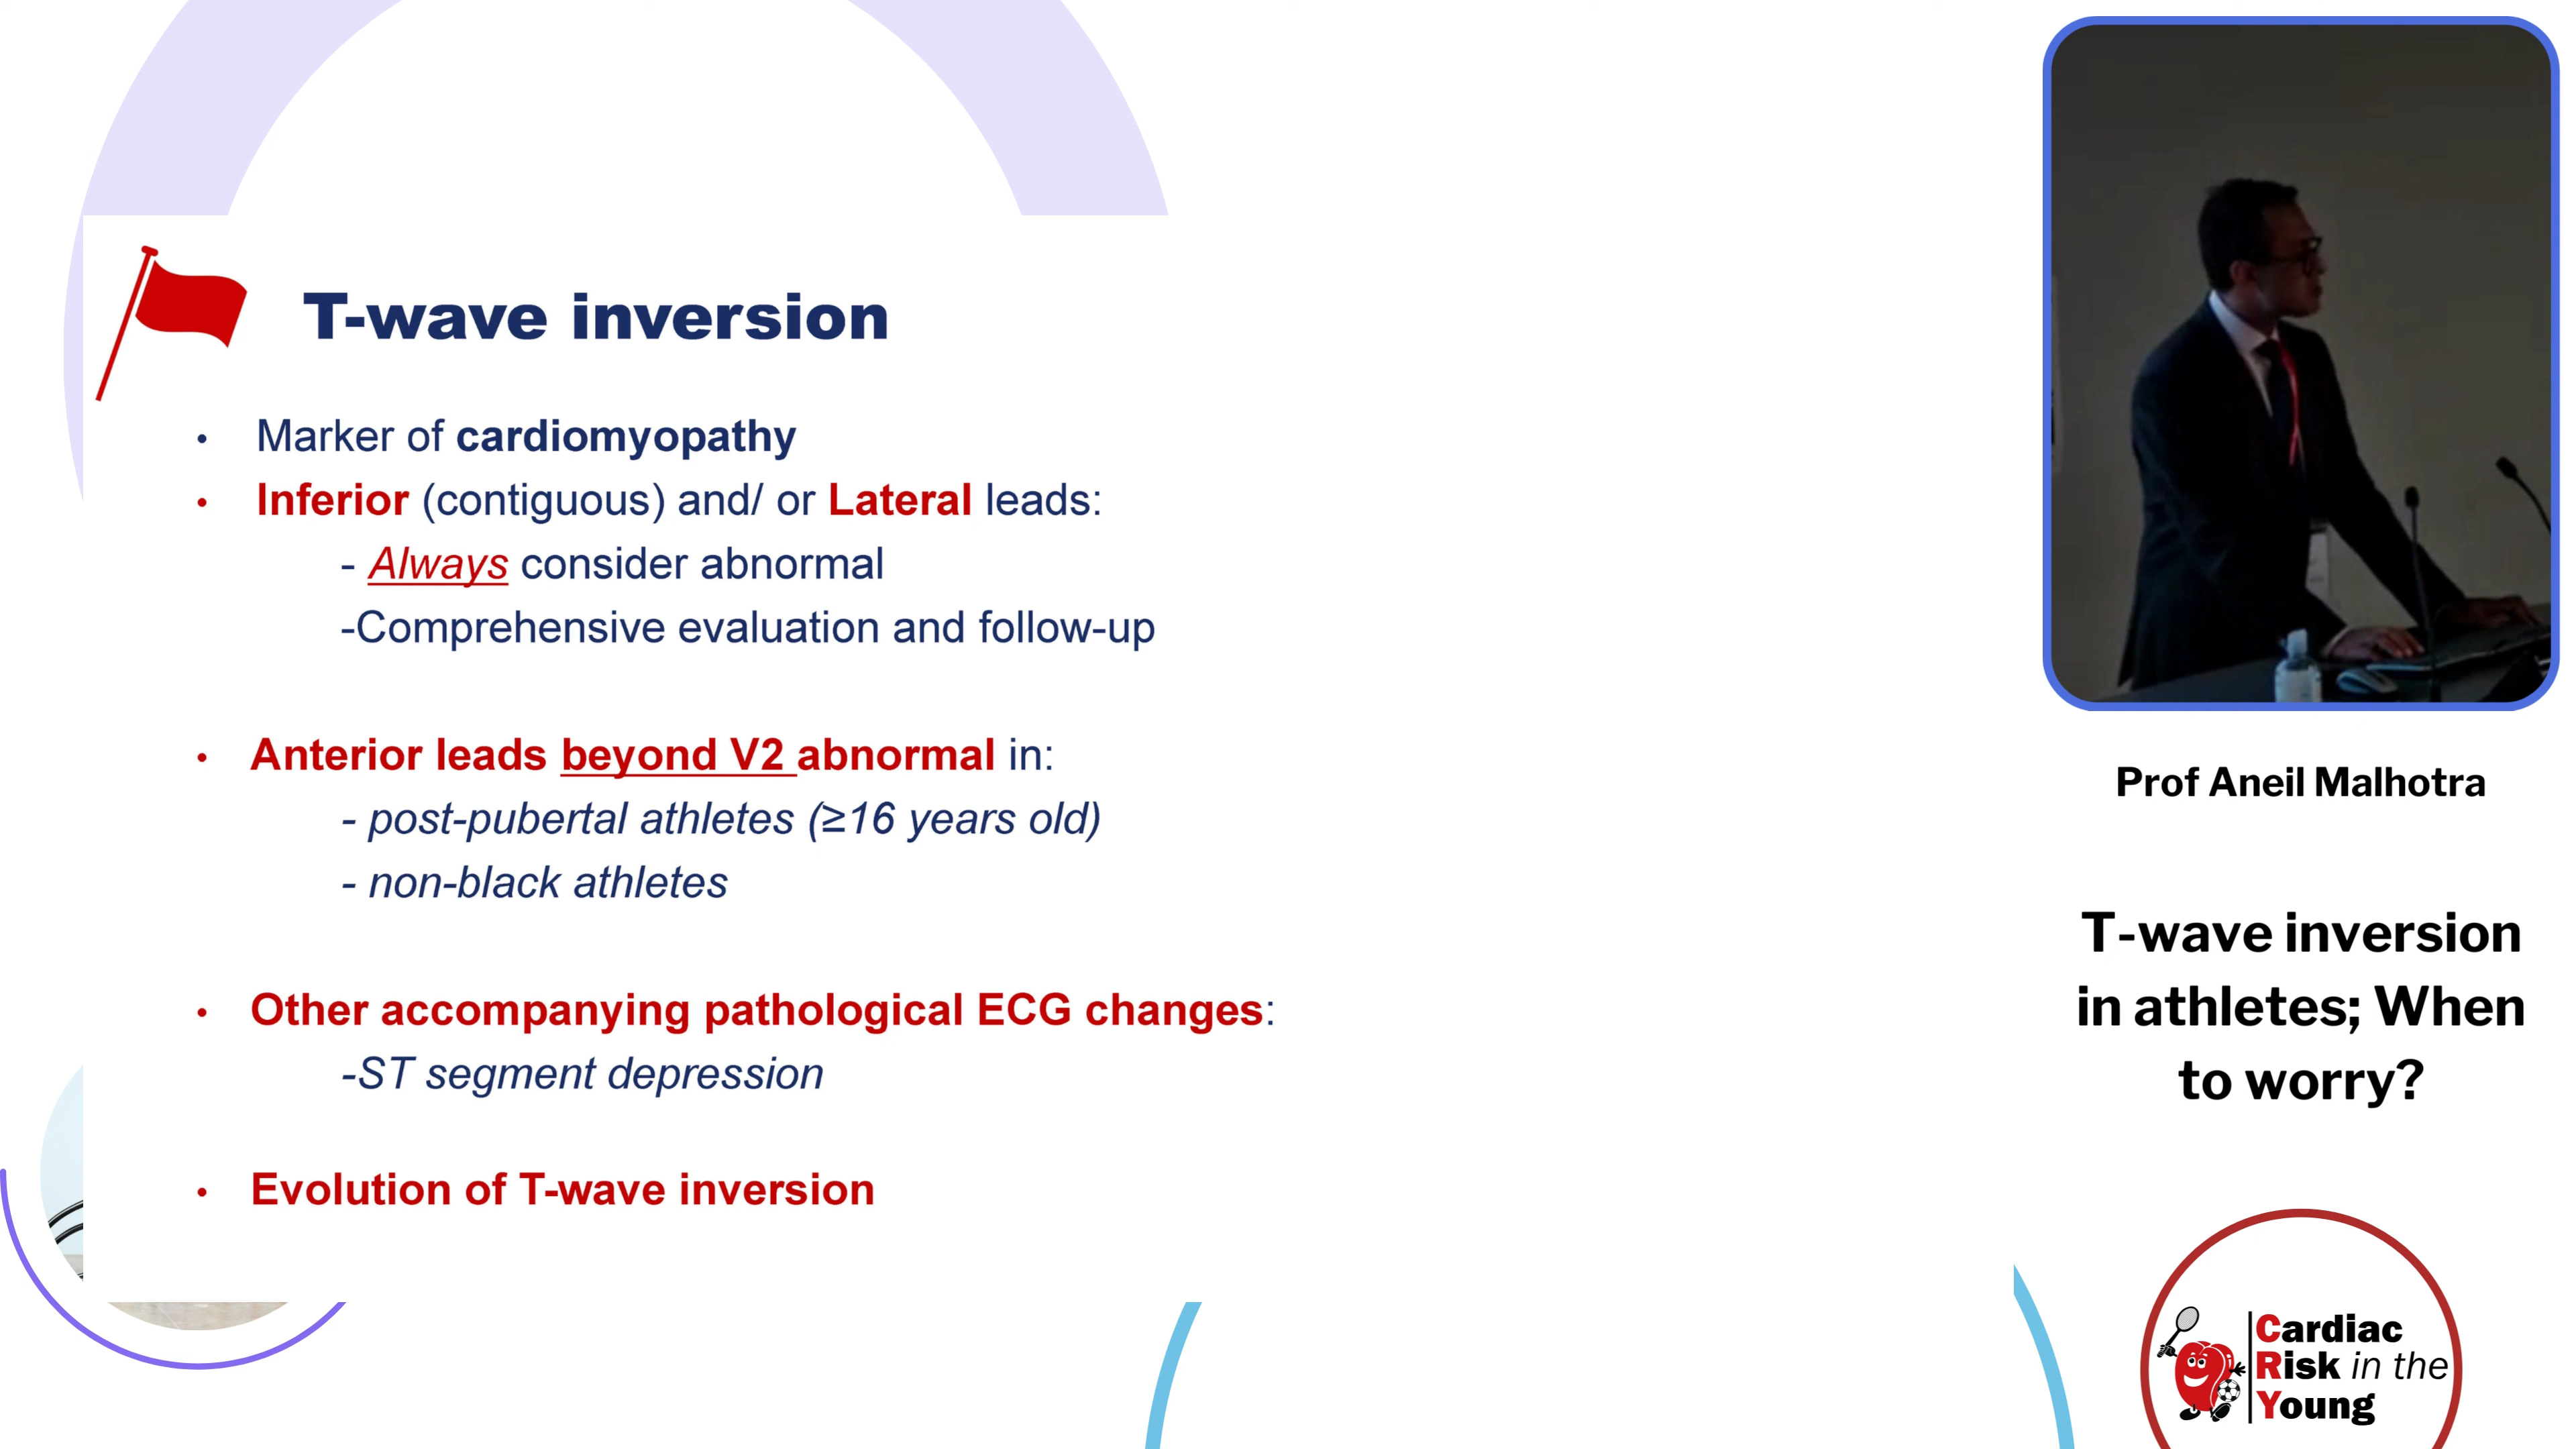 T-wave inversion
• Marker of cardiomyopathy
• Inferior (contiguous) and/ or Lateral leads:
- Always consider abnormal
-Comprehensive evaluation and follow-up
• Anterior leads beyond V2 abnormal in:
- post-pubertal athletes (≥16 years old)
- non-black athletes
• Other accompanying pathological ECG changes:
-ST segment depression
• Evolution of T-wave inversion
Prof Aneil Malhotra
T-wave inversion
in athletes; When
to worry?
Cardiac
Risk in the
Young